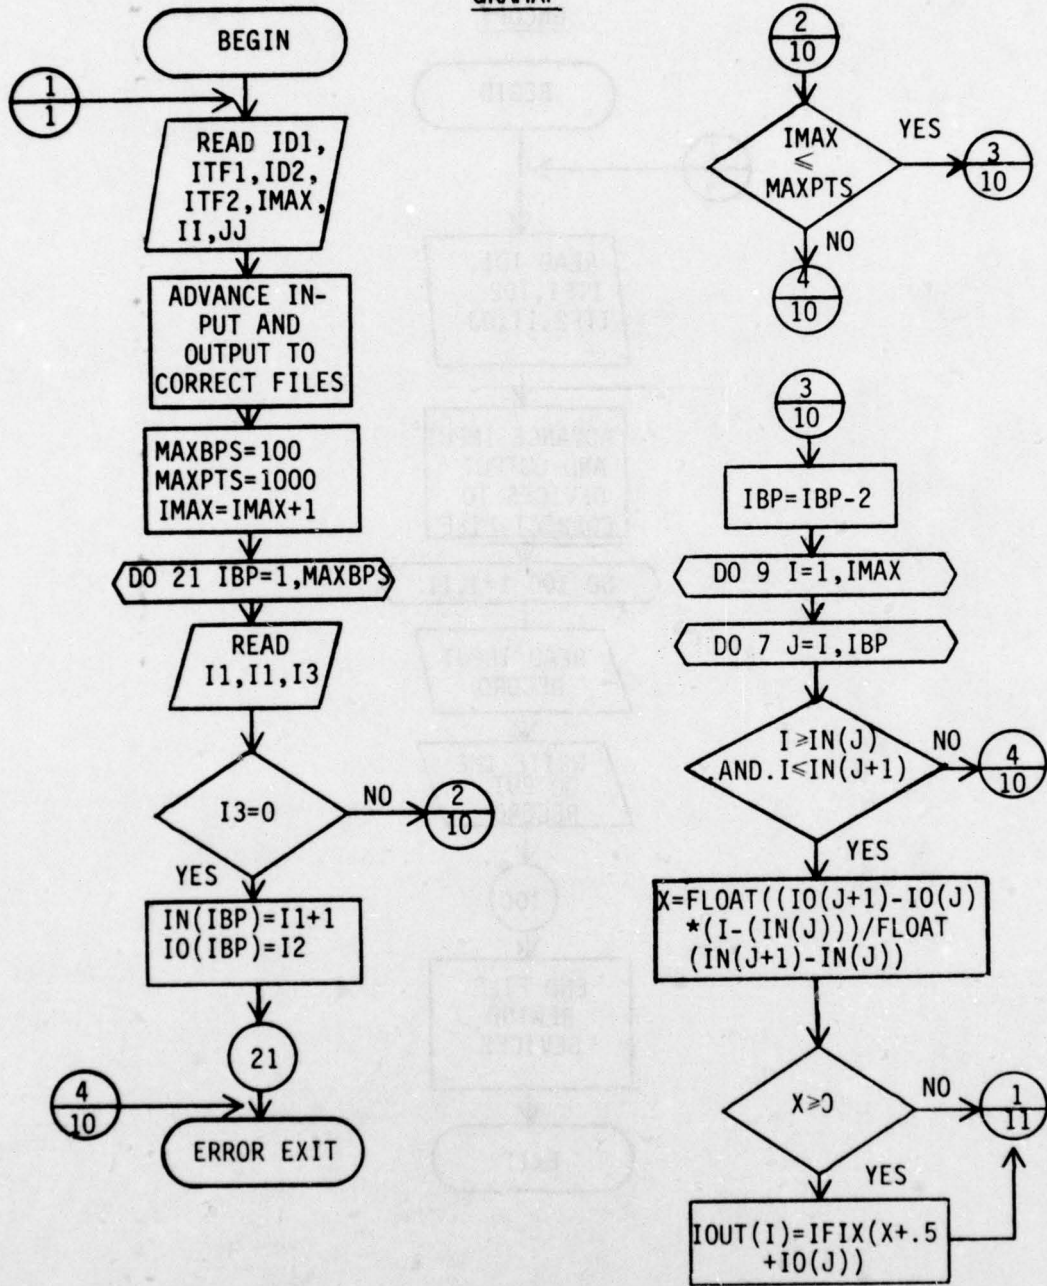 BEGIN
1
1
READ ID1,
ITF1,ID2,
ITF2,IMAX,
II,JJ
ADVANCE IN-
PUT AND
OUTPUT TO
CORRECT FILES
MAXBPS=100
MAXPTS=1000
IMAX=IMAX+1
DO 21 IBP=1,MAXBPS
READ
I1,I1,I3
I3=0
NO
2
10
YES
IN(IBP)=I1+1
IO(IBP)=I2
21
4
10
ERROR EXIT
2
10
IMAX
≤
MAXPTS
YES
3
10
NO
4
10
3
10
IBP=IBP-2
DO 9 I=1,IMAX
DO 7 J=I,IBP
I≥IN(J)
.AND.I≤IN(J+1)
NO
4
10
YES
X=FLOAT((IO(J+1)-IO(J)
*(I-(IN(J)))/FLOAT
(IN(J+1)-IN(J))
X≥0
NO
1
11
YES
IOUT(I)=IFIX(X+.5
+IO(J))